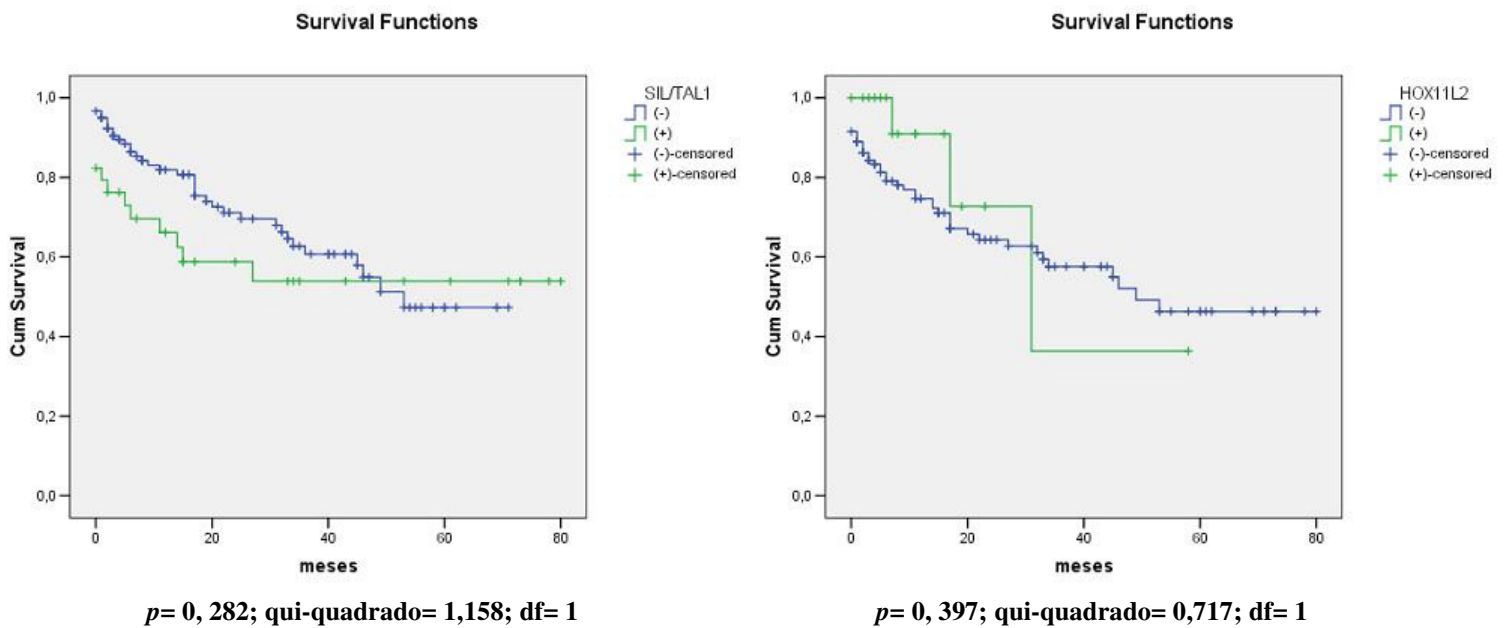 Survival Functions
Cum Survival
1,0
0,8
0,6
0,4
0,2
0,0
0 20 40 60 80
meses
SIL/TAL1
(-)
(+)
(-)-censored
(+)-censored
p= 0, 282; qui-quadrado= 1,158; df= 1
Survival Functions
Cum Survival
1,0
0,8
0,6
0,4
0,2
0,0
0 20 40 60 80
meses
HOX11L2
(-)
(+)
(-)-censored
(+)-censored
p= 0, 397; qui-quadrado= 0,717; df= 1